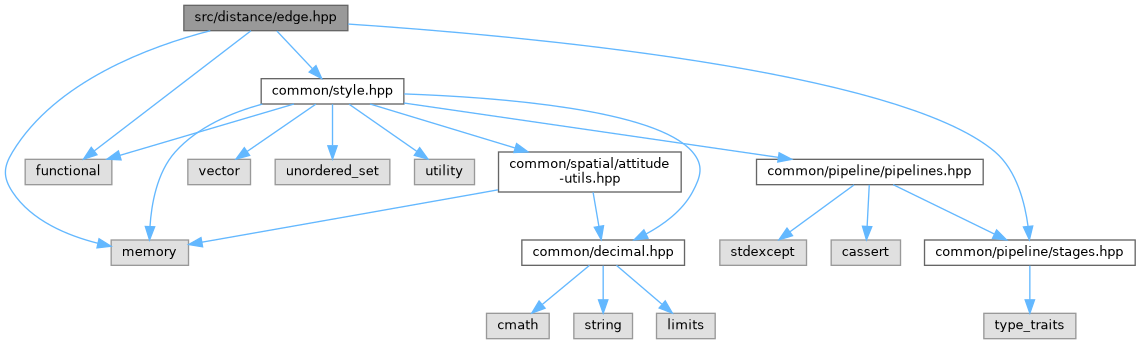 src/distance/edge.hpp
common/style.hpp
functional
vector
unordered_set
utility
common/spatial/attitude
-utils.hpp
common/pipeline/pipelines.hpp
memory
common/decimal.hpp
stdexcept
cassert
common/pipeline/stages.hpp
cmath
string
limits
type_traits